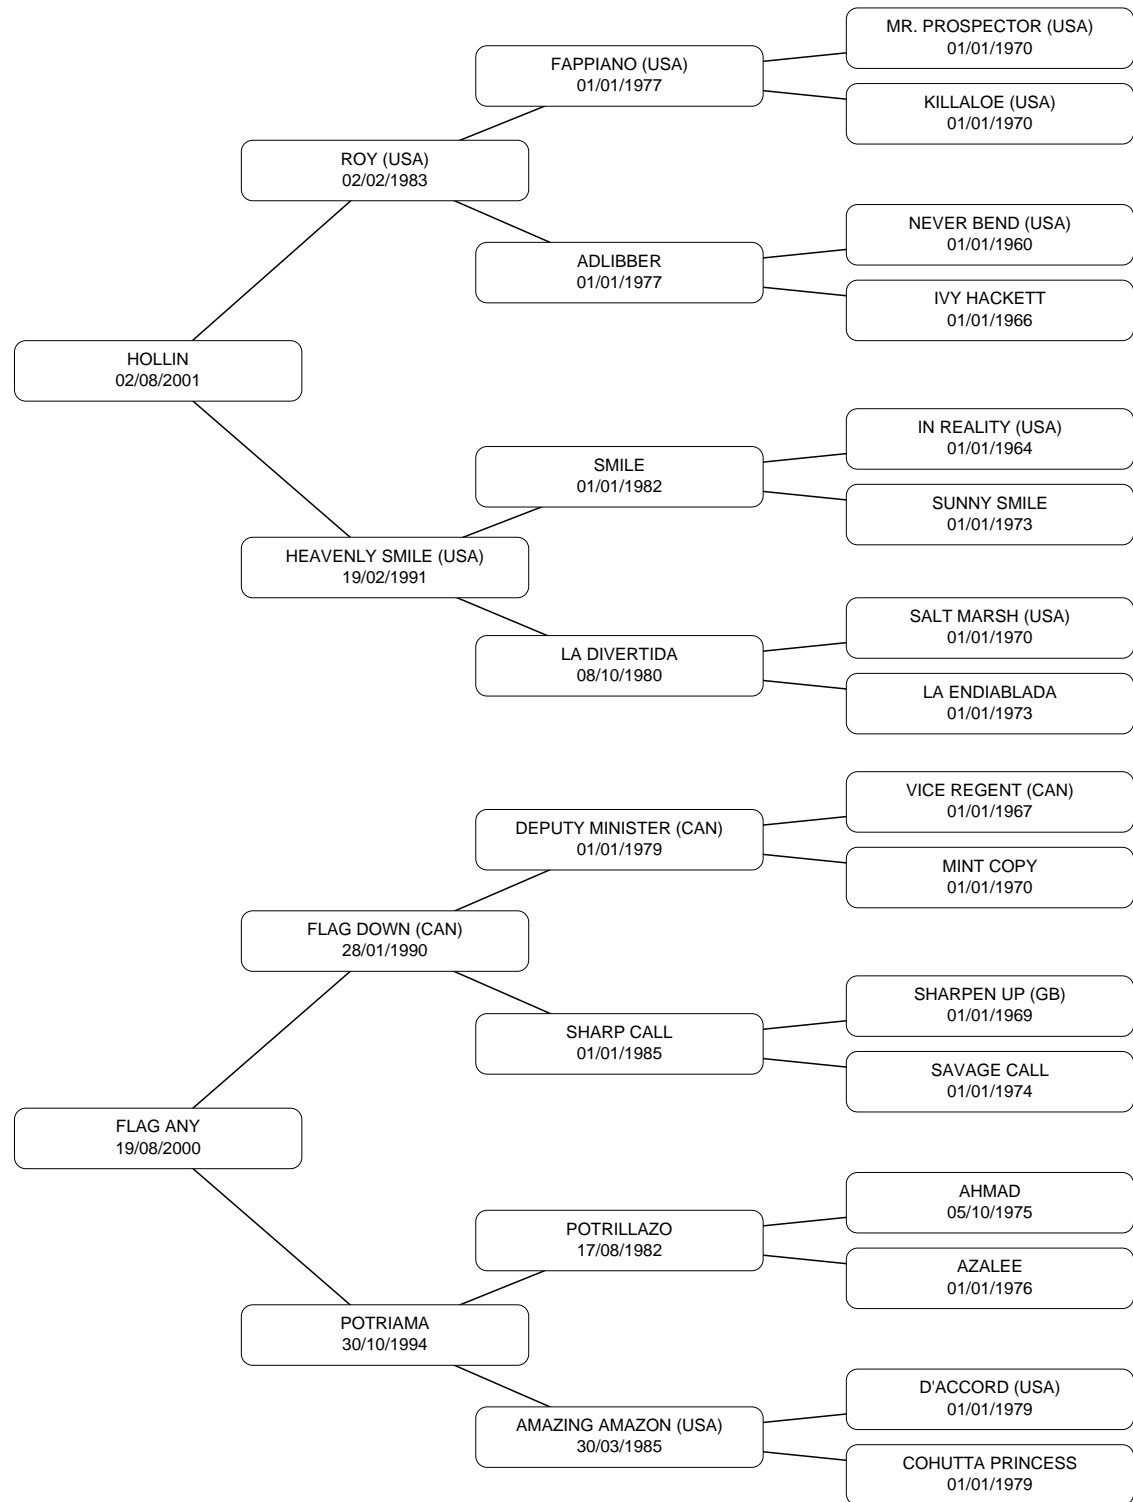 MR. PROSPECTOR (USA)
01/01/1970
FAPPIANO (USA)
01/01/1977
KILLALOE (USA)
01/01/1970
ROY (USA)
02/02/1983
NEVER BEND (USA)
01/01/1960
ADLIBBER
01/01/1977
IVY HACKETT
01/01/1966
HOLLIN
02/08/2001
IN REALITY (USA)
01/01/1964
SMILE
01/01/1982
SUNNY SMILE
01/01/1973
HEAVENLY SMILE (USA)
19/02/1991
SALT MARSH (USA)
01/01/1970
LA DIVERTIDA
08/10/1980
LA ENDIABLADA
01/01/1973
VICE REGENT (CAN)
01/01/1967
DEPUTY MINISTER (CAN)
01/01/1979
MINT COPY
01/01/1970
FLAG DOWN (CAN)
28/01/1990
SHARPEN UP (GB)
01/01/1969
SHARP CALL
01/01/1985
SAVAGE CALL
01/01/1974
FLAG ANY
19/08/2000
AHMAD
05/10/1975
POTRILLAZO
17/08/1982
AZALEE
01/01/1976
POTRIAMA
30/10/1994
D'ACCORD (USA)
01/01/1979
AMAZING AMAZON (USA)
30/03/1985
COHUTTA PRINCESS
01/01/1979